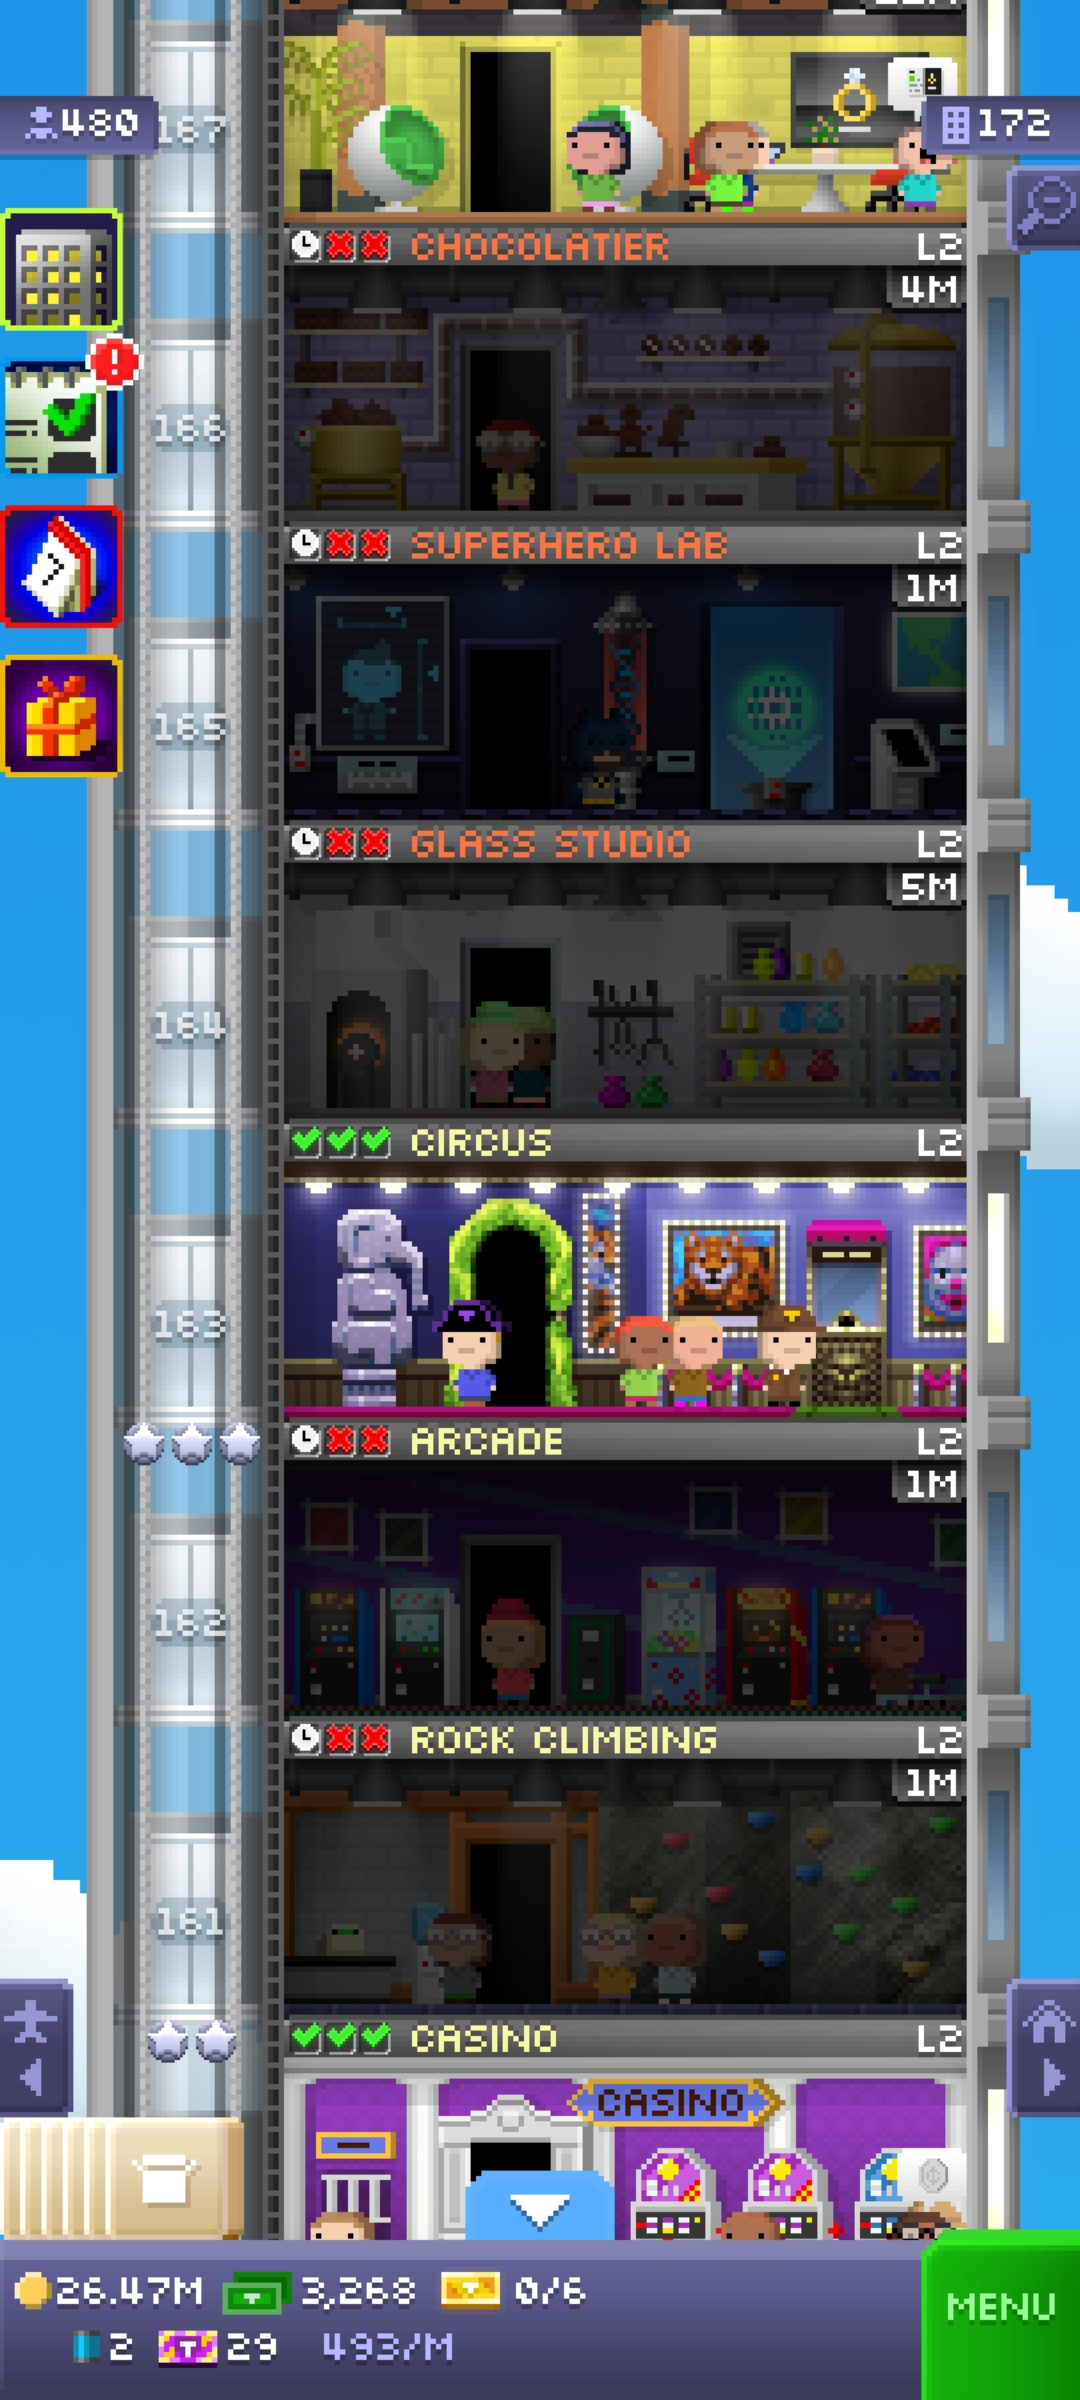 480
167
172
CHOCOLATIER L2
4M
166
SUPERHERO LAB L2
1M
165
GLASS STUDIO L2
5M
164
CIRCUS L2
163
ARCADE L2
1M
162
ROCK CLIMBING L2
1M
161
CASINO L2
CASINO
26.47M 3,268 0/6
MENU
2 29 493/M